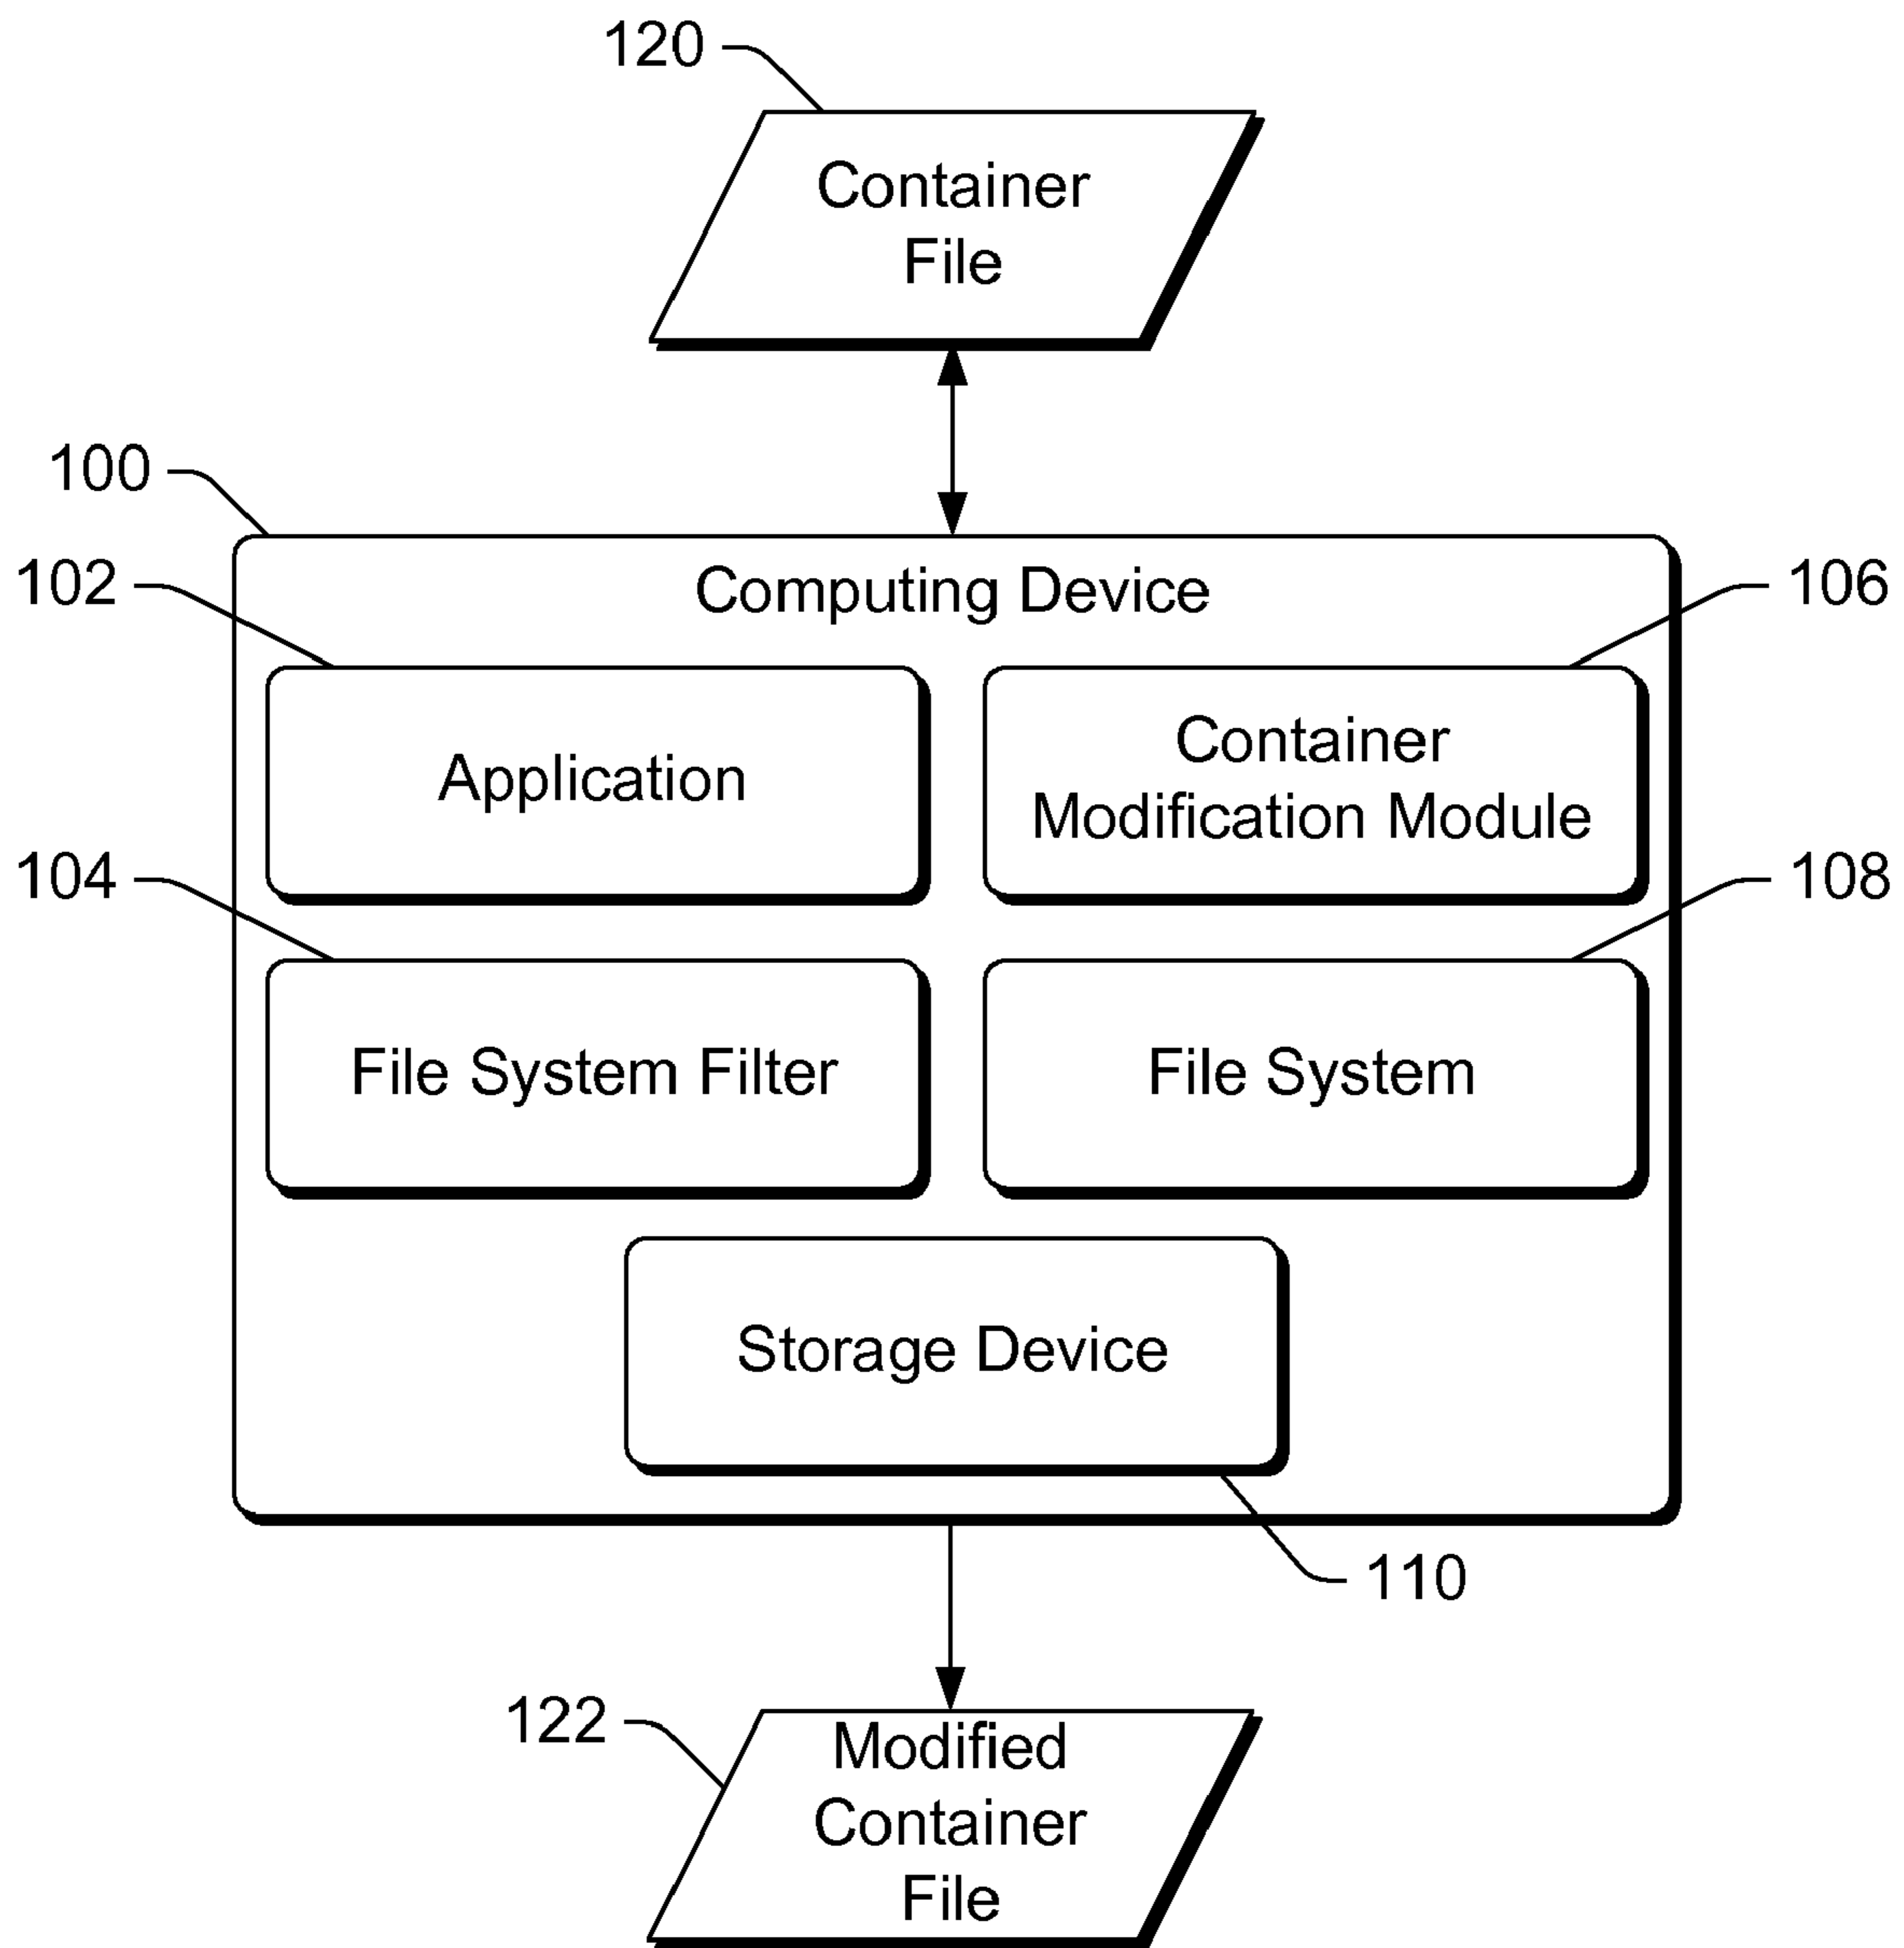 120
Container
File
100
Computing Device
102
106
Application
Container
Modification Module
104
108
File System Filter
File System
Storage Device
110
122
Modified
Container
File